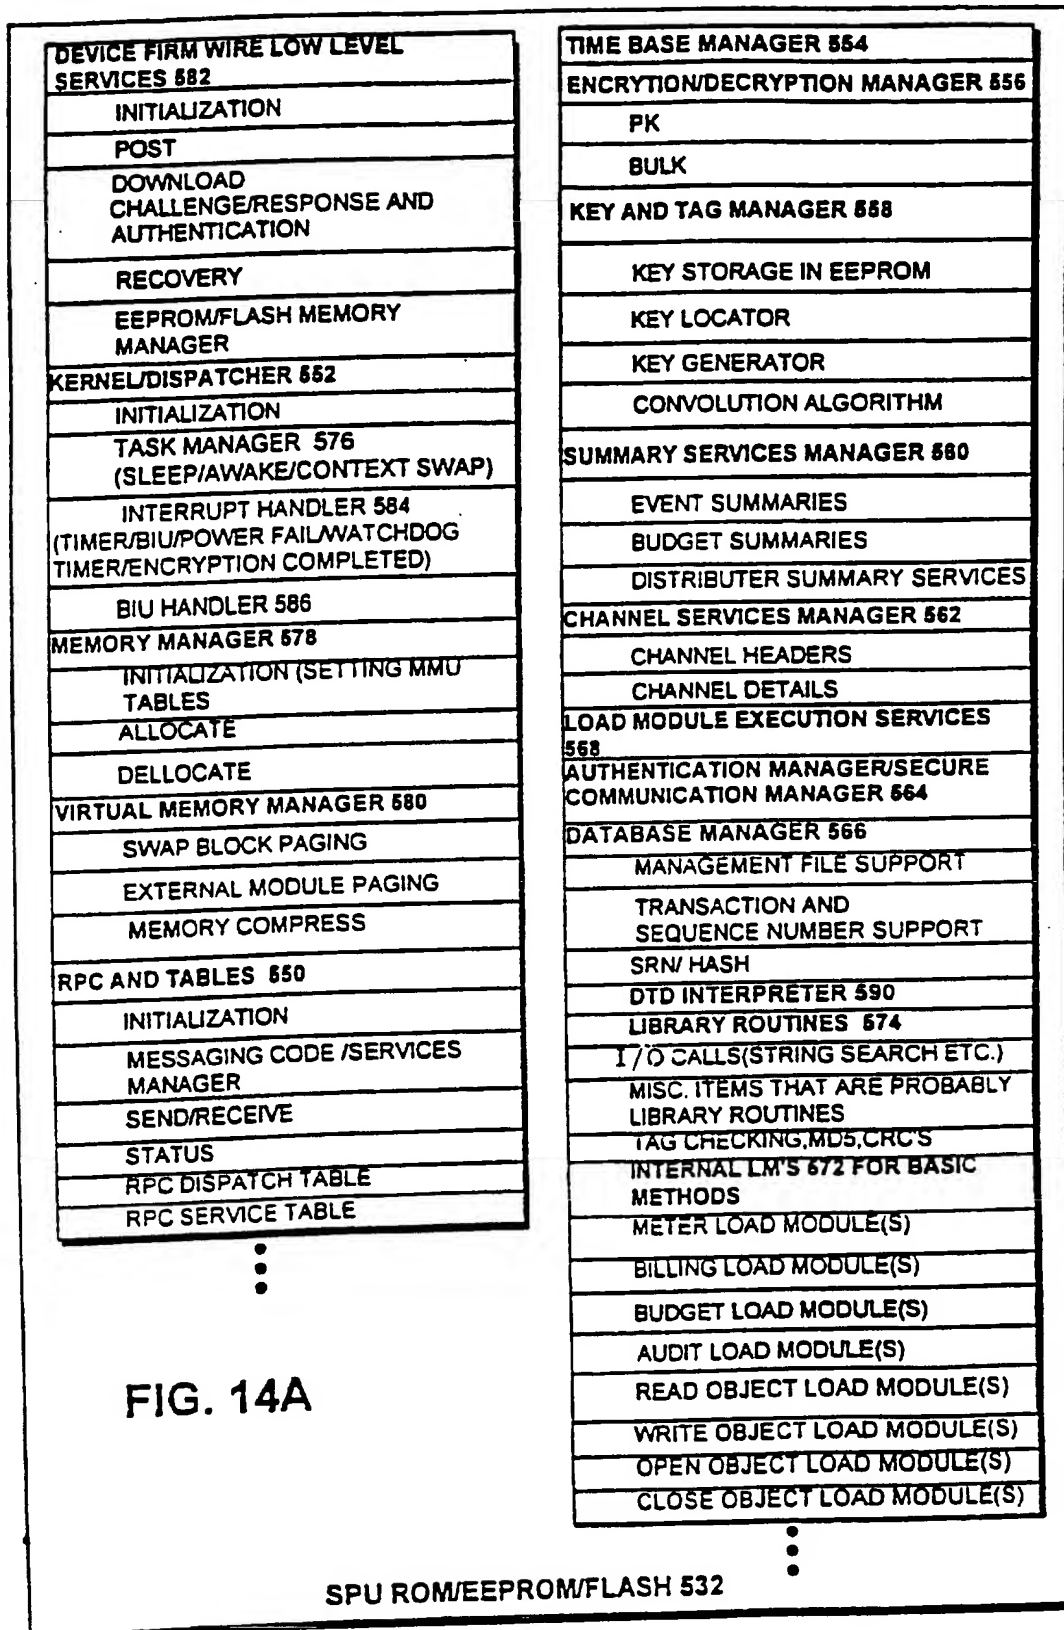 DEVICE FIRM WIRE LOW LEVEL
SERVICES 582
INITIALIZATION
POST
DOWNLOAD
CHALLENGE/RESPONSE AND
AUTHENTICATION
RECOVERY
EEPROM/FLASH MEMORY
MANAGER
KERNEL/DISPATCHER 552
INITIALIZATION
TASK MANAGER 576
(SLEEP/AWAKE/CONTEXT SWAP)
INTERRUPT HANDLER 584
(TIMER/BIU/POWER FAIL/WATCHDOG
TIMER/ENCRYPTION COMPLETED)
BIU HANDLER 586
MEMORY MANAGER 578
INITIALIZATION (SETTING MMU
TABLES
ALLOCATE
DELLOCATE
VIRTUAL MEMORY MANAGER 580
SWAP BLOCK PAGING
EXTERNAL MODULE PAGING
MEMORY COMPRESS
RPC AND TABLES 550
INITIALIZATION
MESSAGING CODE /SERVICES
MANAGER
SEND/RECEIVE
STATUS
RPC DISPATCH TABLE
RPC SERVICE TABLE
FIG. 14A
TIME BASE MANAGER 554
ENCRYTION/DECRYPTION MANAGER 556
PK
BULK
KEY AND TAG MANAGER 558
KEY STORAGE IN EEPROM
KEY LOCATOR
KEY GENERATOR
CONVOLUTION ALGORITHM
SUMMARY SERVICES MANAGER 560
EVENT SUMMARIES
BUDGET SUMMARIES
DISTRIBUTER SUMMARY SERVICES
CHANNEL SERVICES MANAGER 562
CHANNEL HEADERS
CHANNEL DETAILS
LOAD MODULE EXECUTION SERVICES
568
AUTHENTICATION MANAGER/SECURE
COMMUNICATION MANAGER 564
DATABASE MANAGER 566
MANAGEMENT FILE SUPPORT
TRANSACTION AND
SEQUENCE NUMBER SUPPORT
SRN/ HASH
DTD INTERPRETER 590
LIBRARY ROUTINES 574
I/O CALLS(STRING SEARCH ETC.)
MISC. ITEMS THAT ARE PROBABLY
LIBRARY ROUTINES
TAG CHECKING,MD5,CRC'S
INTERNAL LM'S 572 FOR BASIC
METHODS
METER LOAD MODULE(S)
BILLING LOAD MODULE(S)
BUDGET LOAD MODULE(S)
AUDIT LOAD MODULE(S)
READ OBJECT LOAD MODULE(S)
WRITE OBJECT LOAD MODULE(S)
OPEN OBJECT LOAD MODULE(S)
CLOSE OBJECT LOAD MODULE(S)
SPU ROM/EEPROM/FLASH 532